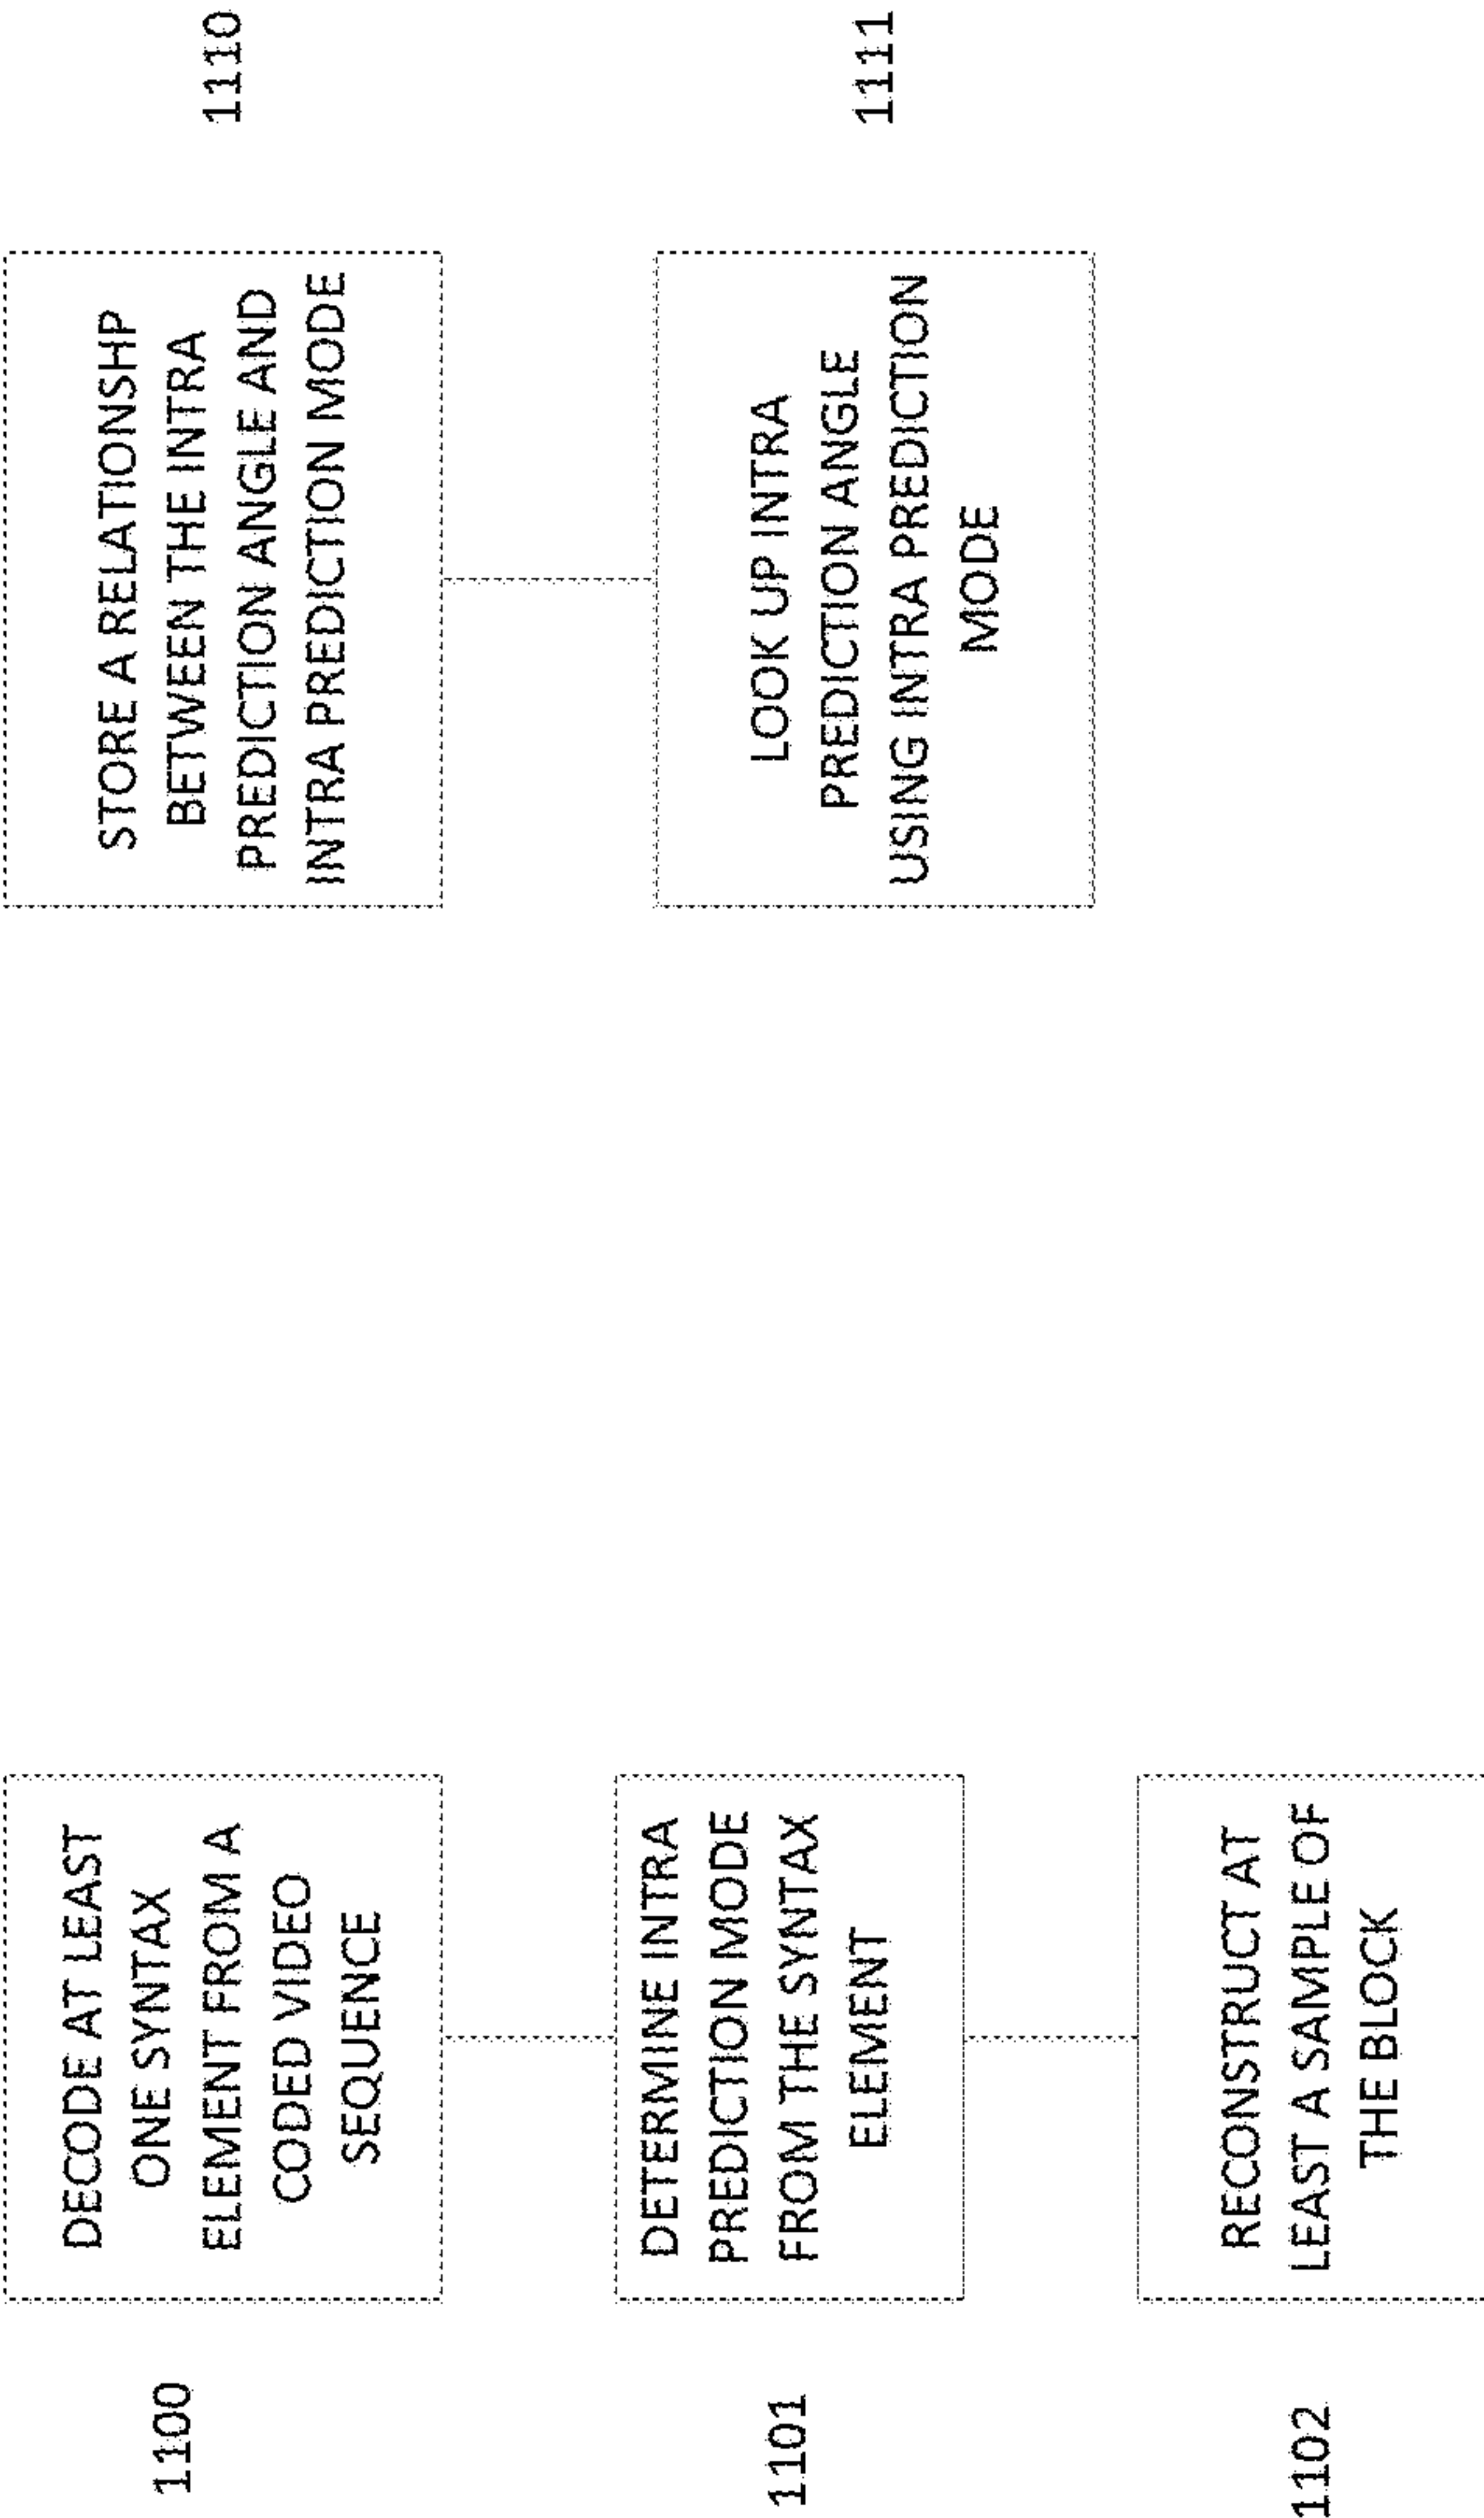 1100
DECODE AT LEAST
ONE SYNTAX
ELEMENT FROM A
CODED VIDEO
SEQUENCE
1101
DETERMINE INTRA
PREDICTION MODE
FROM THE SYNTAX
ELEMENT
1102
RECONSTRUCT AT
LEAST A SAMPLE OF
THE BLOCK
STORE A RELATIONSHP
BETWEEN THE INTRA
PREDICTION ANGLE AND
INTRA PREDICTION MODE
1110
LOOK UP INTRA
PREDICTION ANGLE
USING INTRA PREDICTION
MODE
1111